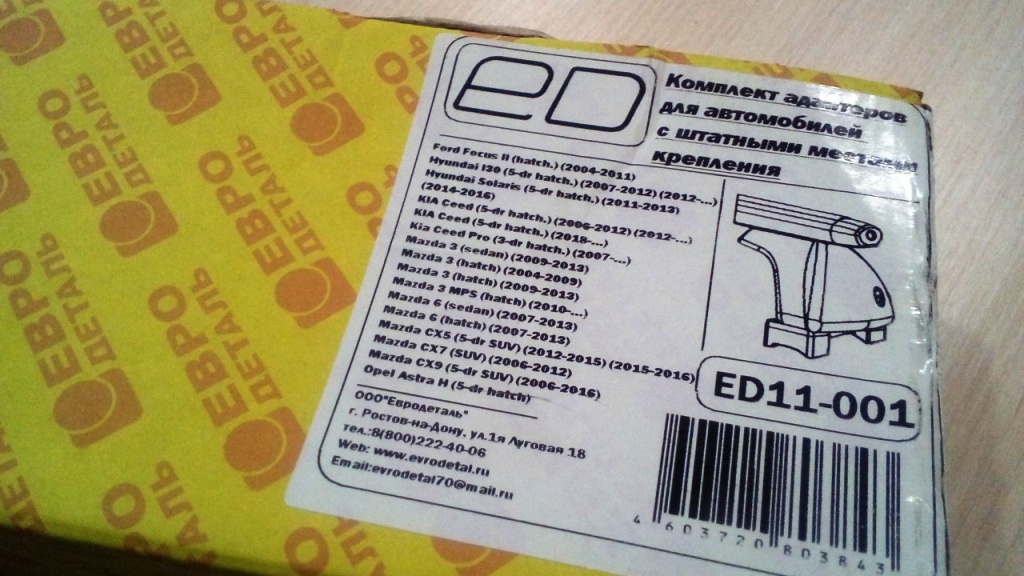 ЕВРО
ДЕТАЛЬ
ED
Комплект адаптеров
для автомобилей
с штатными местами
крепления
Ford Focus II (hatch.) (2004-2011)
Hyundai I30 (5-dr hatch.) (2007-2012) (2012-...)
Hyundai Solaris (5-dr hatch.) (2011-2013)
(2014-2016)
KIA Ceed (5-dr hatch.) (2006-2012) (2012-...)
KIA Ceed (5-dr hatch.) (2018-...)
Kia Ceed Pro (3-dr hatch.) (2007-...)
Mazda 3 (sedan) (2009-2013)
Mazda 3 (hatch) (2004-2009)
Mazda 3 (hatch) (2009-2013)
Mazda 3 MPS (hatch) (2010-...)
Mazda 6 (sedan) (2007-2013)
Mazda 6 (hatch) (2007-2013)
Mazda CX5 (5-dr SUV) (2012-2015) (2015-2016)
Mazda CX7 (SUV) (2006-2012)
Mazda CX9 (5-dr SUV) (2006-2016)
Opel Astra H (5-dr hatch)
ООО"Евродеталь"
г. Ростов-на-Дону, ул.1я Луговая 18
тел.:8(800)222-40-06
Web: www.evrodetal.ru
Email:evrodetal70@mail.ru
ED11-001
4 603720 803843